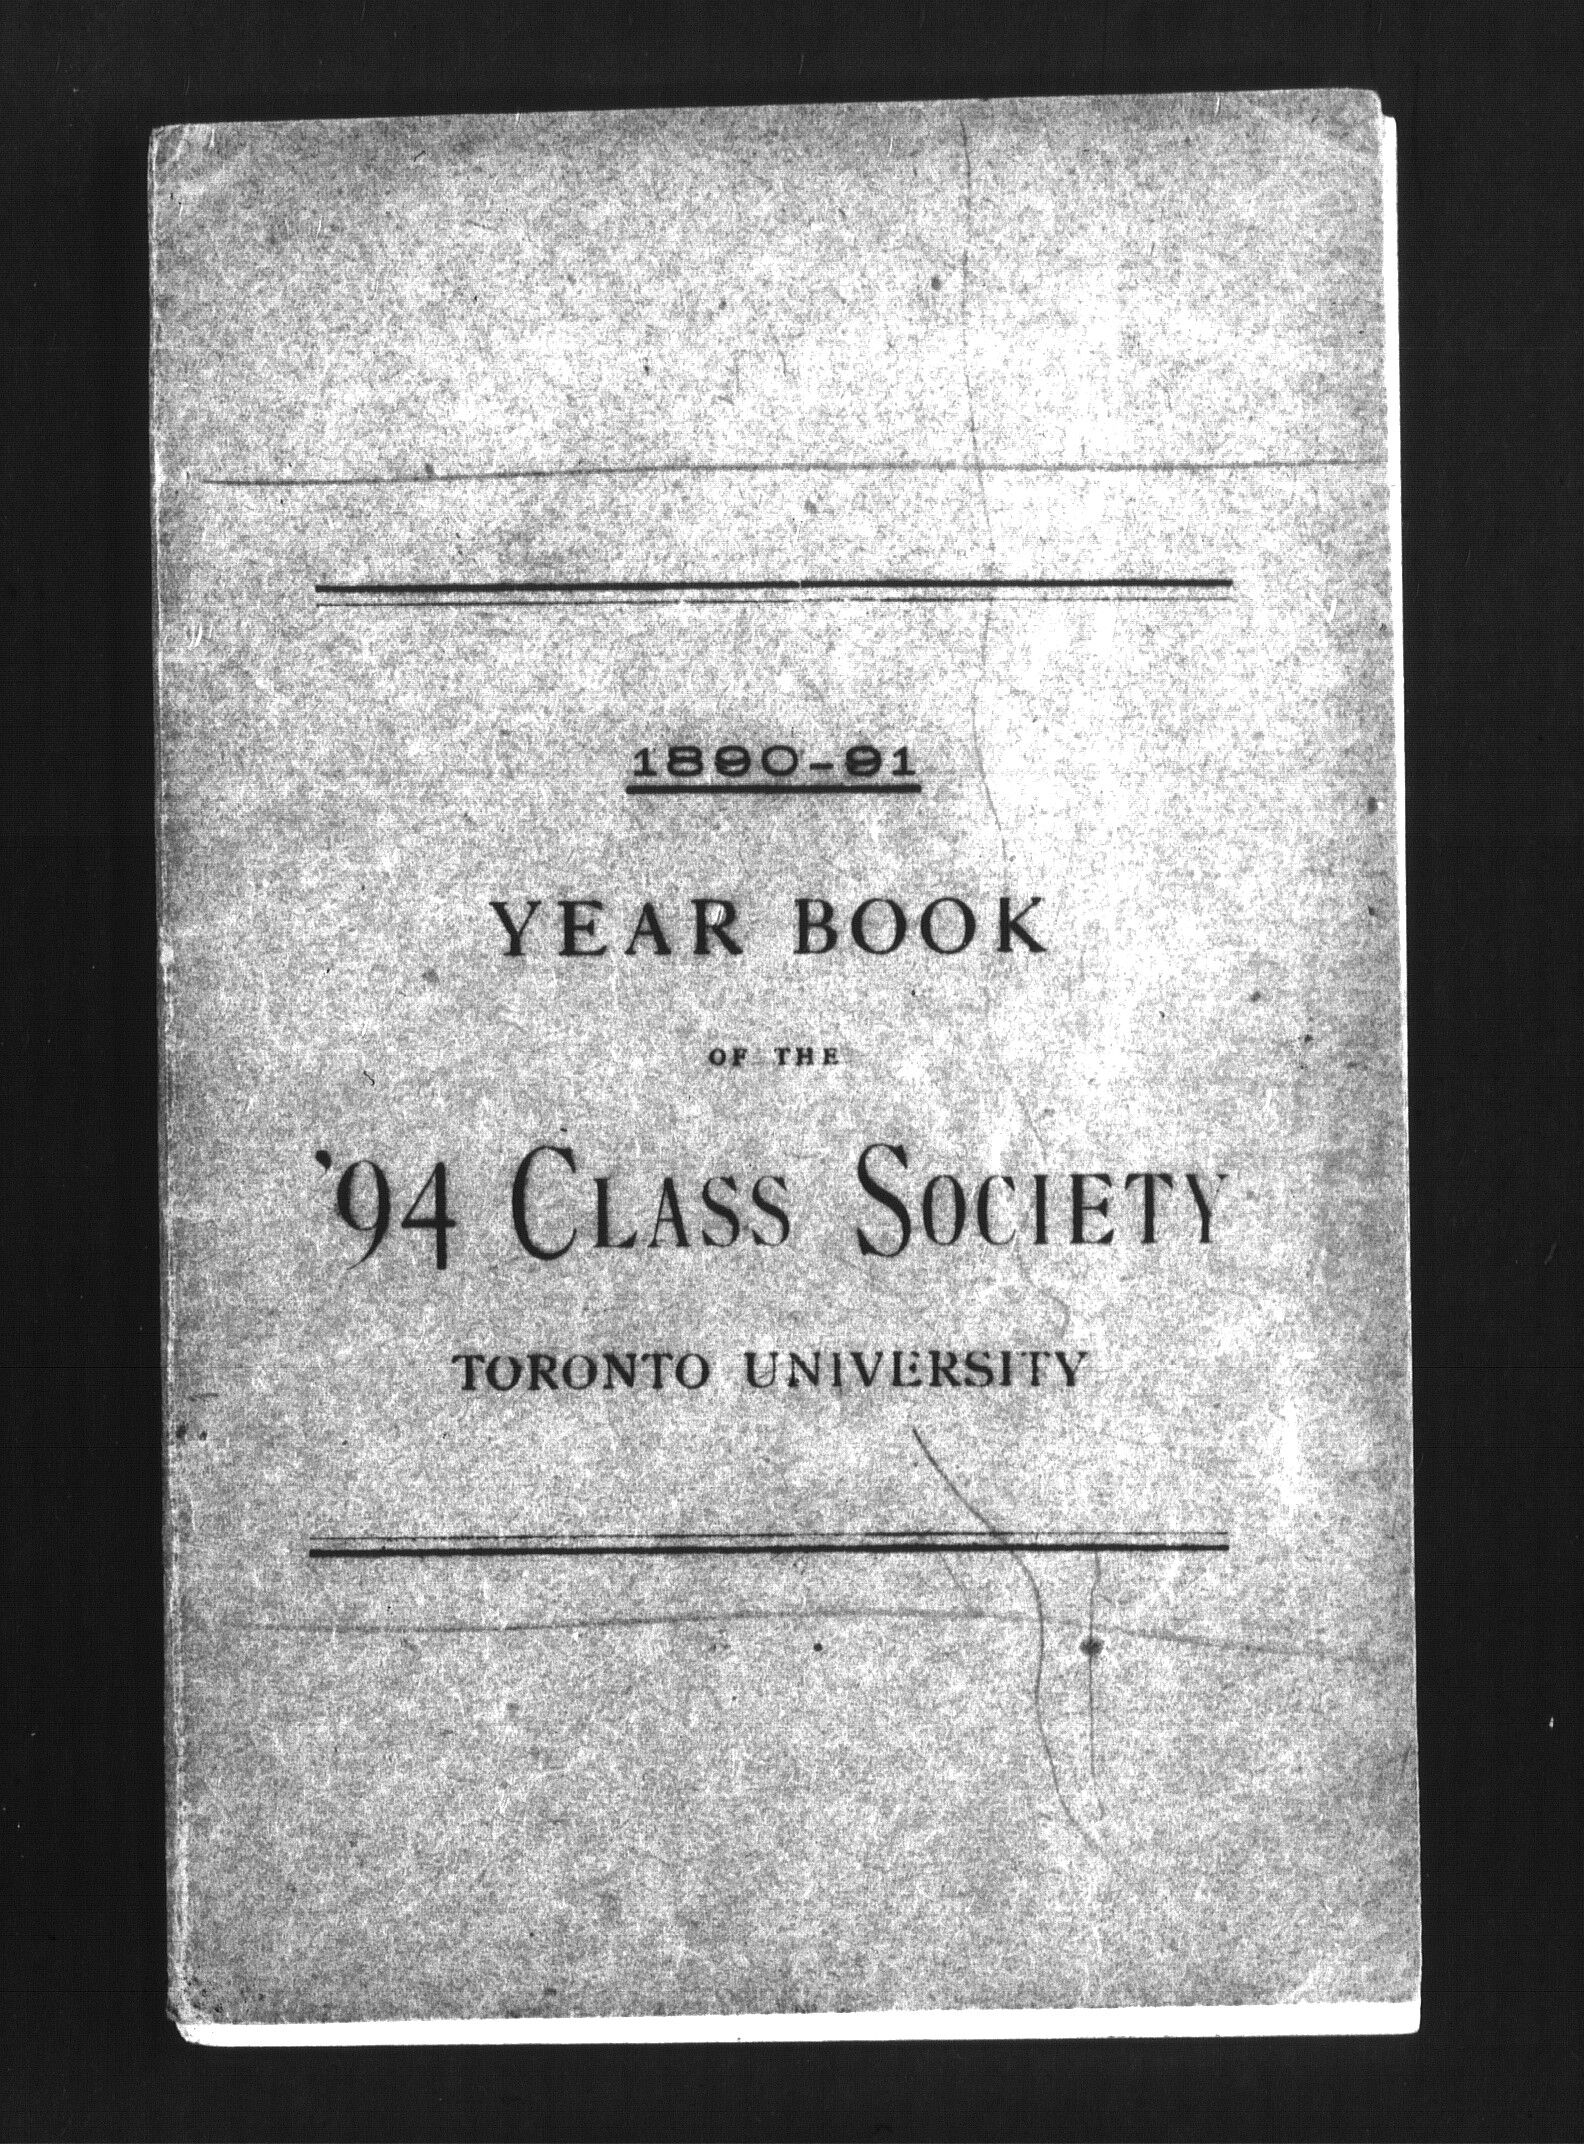 1890-91
YEAR BOOK
OF THE
'94 CLASS SOCIETY
TORONTO UNIVERSITY